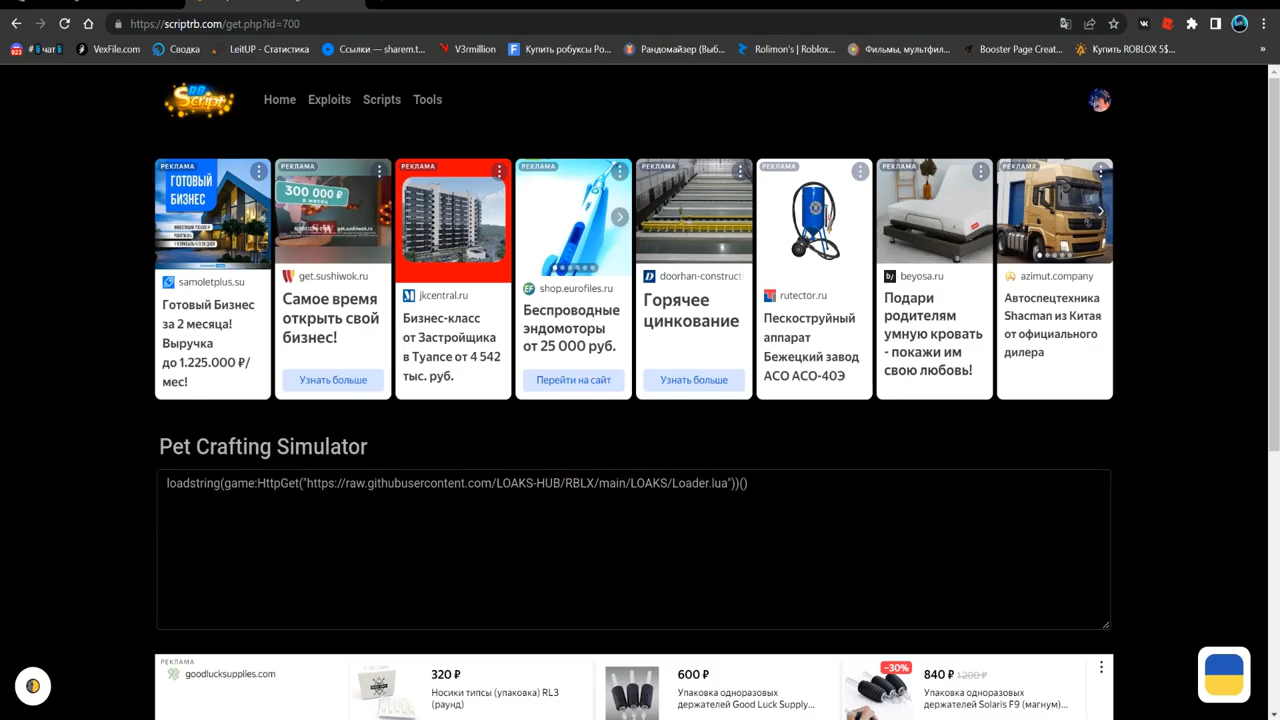 https://scriptrb.com/get.php?id=700
VexFile.com
Сводка
LeitUP - Статистика
Ссылки — sharem.t...
V3rmillion
Купить робуксы Ро...
Рандомайзер (Выб...
Rolimon's | Roblox...
Фильмы, мультфил...
Booster Page Creat...
Купить ROBLOX 5$...
RB
Script
Home
Exploits
Scripts
Tools
РЕКЛАМА
ГОТОВЫЙ
БИЗНЕС
samoletplus.su
Готовый Бизнес
за 2 месяца!
Выручка
до 1.225.000 ₽/
мес!
РЕКЛАМА
300 000 ₽
в месяц
get.sushiwok.ru
get.sushiwok.ru
Самое время
открыть свой
бизнес!
Узнать больше
РЕКЛАМА
jkcentral.ru
Бизнес-класс
от Застройщика
в Туапсе от 4 542
тыс. руб.
РЕКЛАМА
shop.eurofiles.ru
Беспроводные
эндомоторы
от 25 000 руб.
Перейти на сайт
РЕКЛАМА
doorhan-construct
Горячее
цинкование
Узнать больше
РЕКЛАМА
rutector.ru
Пескоструйный
аппарат
Бежецкий завод
АСО АСО-40Э
РЕКЛАМА
beyosa.ru
Подари
родителям
умную кровать
- покажи им
свою любовь!
РЕКЛАМА
azimut.company
Автоспецтехника
Shacman из Китая
от официального
дилера
Pet Crafting Simulator
loadstring(game:HttpGet("https://raw.githubusercontent.com/LOAKS-HUB/RBLX/main/LOAKS/Loader.lua"))()
РЕКЛАМА
goodlucksupplies.com
320 ₽
Носики типсы (упаковка) RL3
(раунд)
600 ₽
Упаковка одноразовых
держателей Good Luck Supply...
-30%
840 ₽ 1 200 ₽
Упаковка одноразовых
держателей Solaris F9 (магнум)...